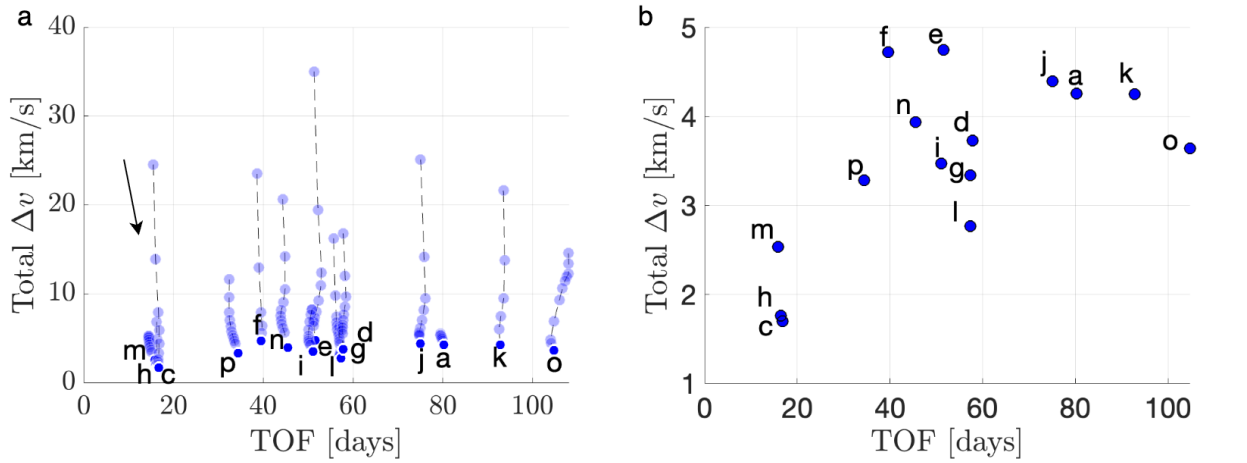 a
Total Δv [km/s]
40
30
20
10
0
0 20 40 60 80 100
TOF [days]
m
h
c
p
f
n
i
e
l
g
d
j
a
k
o
b
Total Δv [km/s]
5
4
3
2
1
0 20 40 60 80 100
TOF [days]
f
e
j
a
k
n
d
o
i
g
p
l
m
h
c